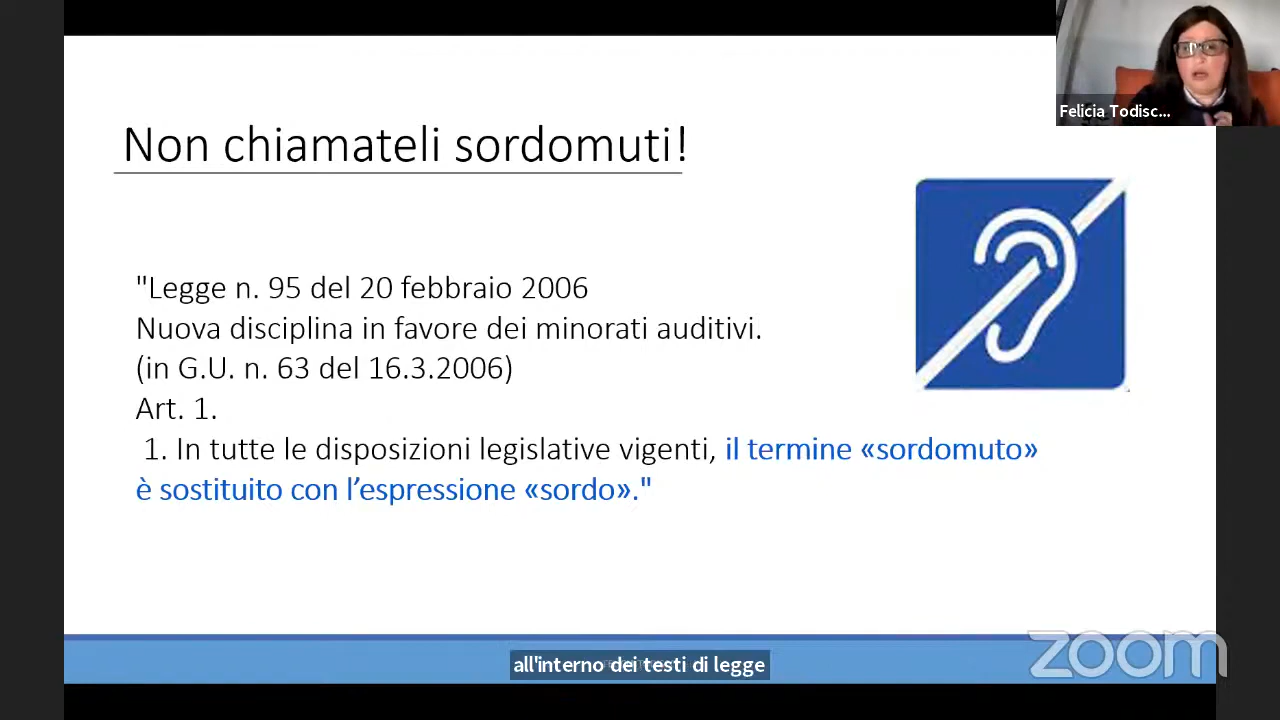 Felicia Todisc...
Non chiamateli sordomuti!
"Legge n. 95 del 20 febbraio 2006
Nuova disciplina in favore dei minorati auditivi.
(in G.U. n. 63 del 16.3.2006)
Art. 1.
1. In tutte le disposizioni legislative vigenti, il termine «sordomuto»
è sostituito con l’espressione «sordo»."
all'interno dei testi di legge
zoom